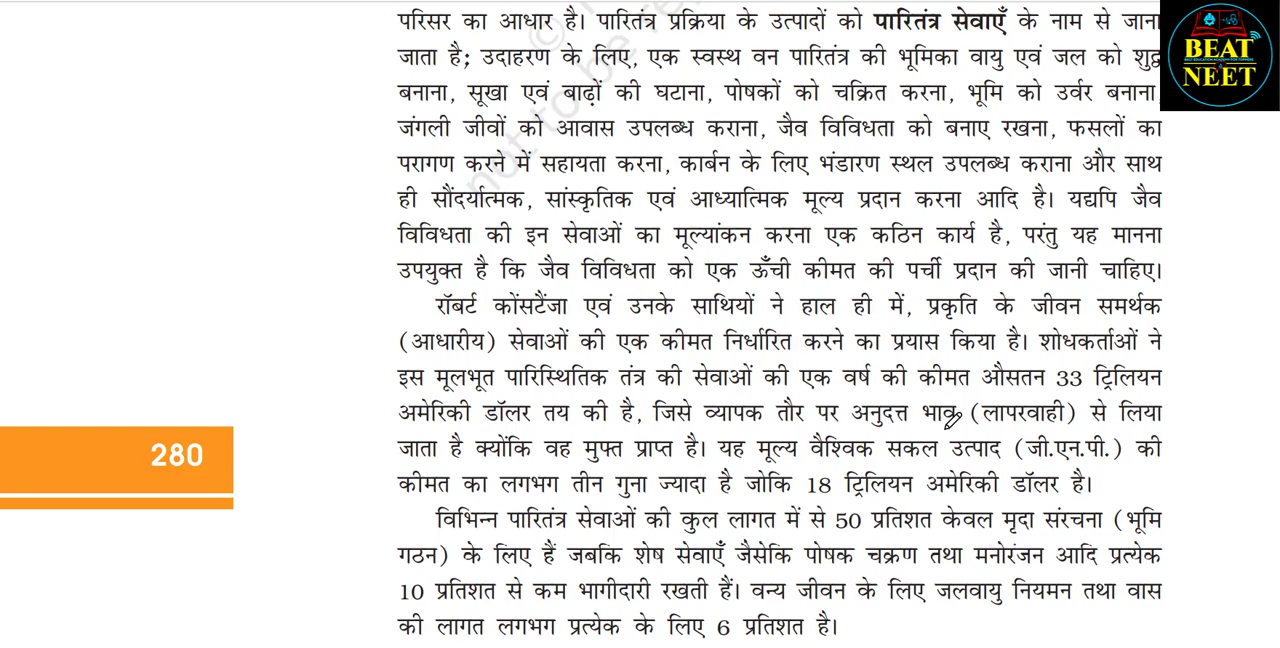 परिसर का आधार है। पारितंत्र प्रक्रिया के उत्पादों को पारितंत्र सेवाएँ के नाम से जाना
जाता है; उदाहरण के लिए, एक स्वस्थ वन पारितंत्र की भूमिका वायु एवं जल को शुद्ध
बनाना, सूखा एवं बाढ़ों की घटाना, पोषकों को चक्रित करना, भूमि को उर्वर बनाना,
जंगली जीवों को आवास उपलब्ध कराना, जैव विविधता को बनाए रखना, फसलों का
परागण करने में सहायता करना, कार्बन के लिए भंडारण स्थल उपलब्ध कराना और साथ
ही सौंदर्यात्मक, सांस्कृतिक एवं आध्यात्मिक मूल्य प्रदान करना आदि है। यद्यपि जैव
विविधता की इन सेवाओं का मूल्यांकन करना एक कठिन कार्य है, परंतु यह मानना
उपयुक्त है कि जैव विविधता को एक ऊँची कीमत की पर्ची प्रदान की जानी चाहिए।
रॉबर्ट कोंसटैंजा एवं उनके साथियों ने हाल ही में, प्रकृति के जीवन समर्थक
(आधारीय) सेवाओं की एक कीमत निर्धारित करने का प्रयास किया है। शोधकर्ताओं ने
इस मूलभूत पारिस्थितिक तंत्र की सेवाओं की एक वर्ष की कीमत औसतन 33 ट्रिलियन
अमेरिकी डॉलर तय की है, जिसे व्यापक तौर पर अनुदत्त भाव (लापरवाही) से लिया
जाता है क्योंकि वह मुफ्त प्राप्त है। यह मूल्य वैश्विक सकल उत्पाद (जी.एन.पी.) की
कीमत का लगभग तीन गुना ज्यादा है जोकि 18 ट्रिलियन अमेरिकी डॉलर है।
विभिन्न पारितंत्र सेवाओं की कुल लागत में से 50 प्रतिशत केवल मृदा संरचना (भूमि
गठन) के लिए हैं जबकि शेष सेवाएँ जैसेकि पोषक चक्रण तथा मनोरंजन आदि प्रत्येक
10 प्रतिशत से कम भागीदारी रखती हैं। वन्य जीवन के लिए जलवायु नियमन तथा वास
की लागत लगभग प्रत्येक के लिए 6 प्रतिशत है।
280
BEAT
NEET
not to be re